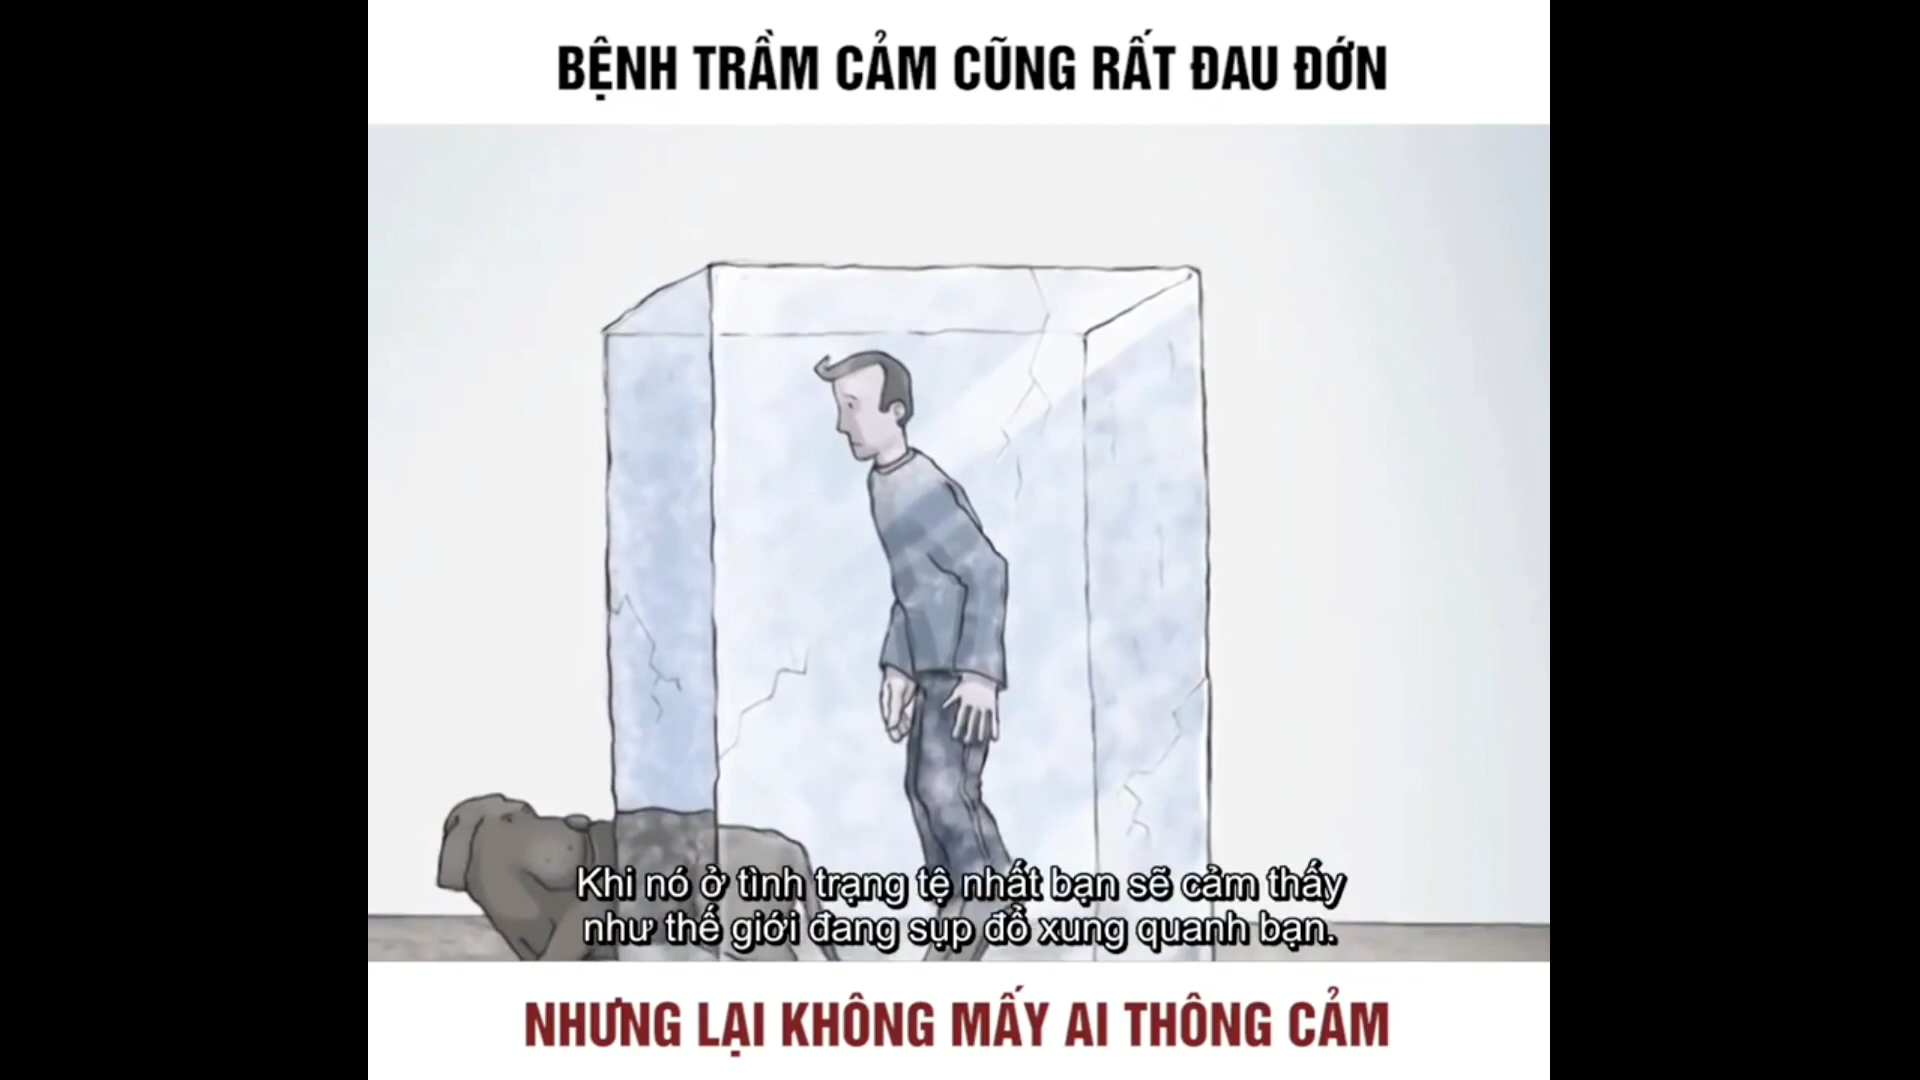 BỆNH TRẦM CẢM CŨNG RẤT ĐAU ĐỚN
Khi nó ở tình trạng tệ nhất bạn sẽ cảm thấy
như thế giới đang sụp đổ xung quanh bạn.
NHƯNG LẠI KHÔNG MẤY AI THÔNG CẢM